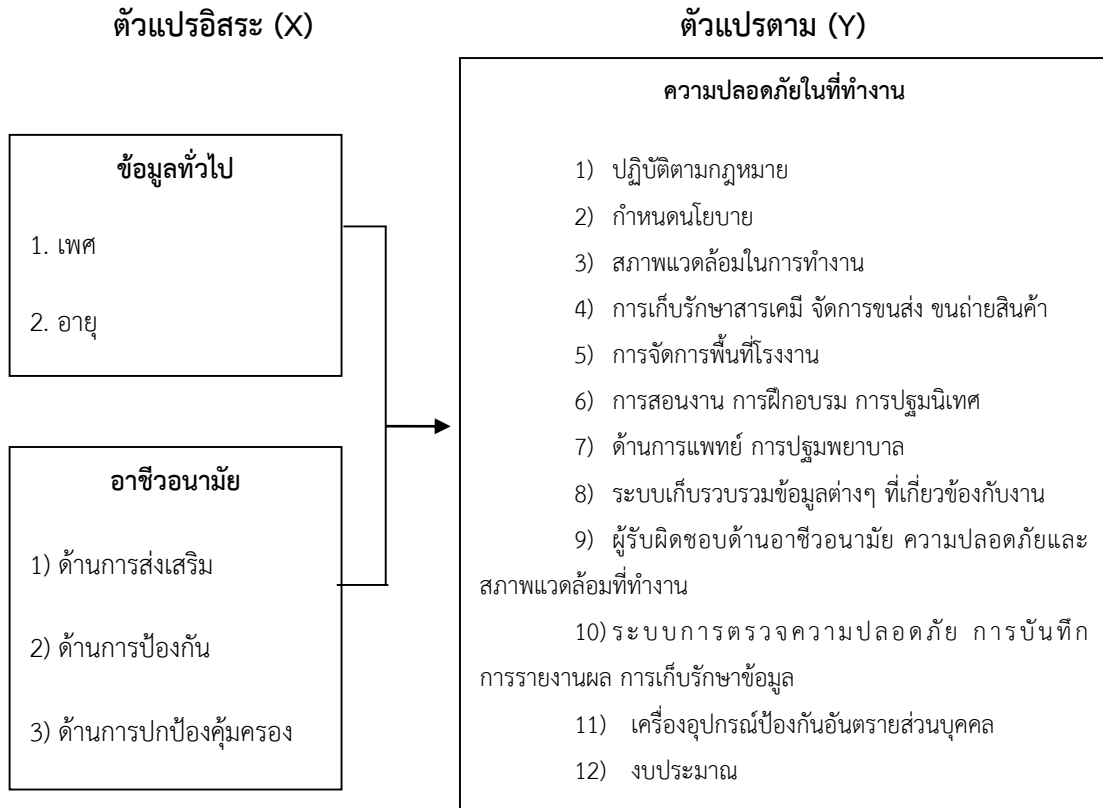 ตัวแปรอิสระ (X)
ข้อมูลทั่วไป
1. เพศ
2. อายุ
อาชีวอนามัย
1) ด้านการส่งเสริม
2) ด้านการป้องกัน
3) ด้านการปกป้องคุ้มครอง
ตัวแปรตาม (Y)
ความปลอดภัยในที่ทำงาน
1) ปฏิบัติตามกฎหมาย
2) กำหนดนโยบาย
3) สภาพแวดล้อมในการทำงาน
4) การเก็บรักษาสารเคมี จัดการขนส่ง ขนถ่ายสินค้า
5) การจัดการพื้นที่โรงงาน
6) การสอนงาน การฝึกอบรม การปฐมนิเทศ
7) ด้านการแพทย์ การปฐมพยาบาล
8) ระบบเก็บรวบรวมข้อมูลต่างๆ ที่เกี่ยวข้องกับงาน
9) ผู้รับผิดชอบด้านอาชีวอนามัย ความปลอดภัยและ
สภาพแวดล้อมที่ทำงาน
10) ระบบการตรวจความปลอดภัย การบันทึก
การรายงานผล การเก็บรักษาข้อมูล
11) เครื่องอุปกรณ์ป้องกันอันตรายส่วนบุคคล
12) งบประมาณ